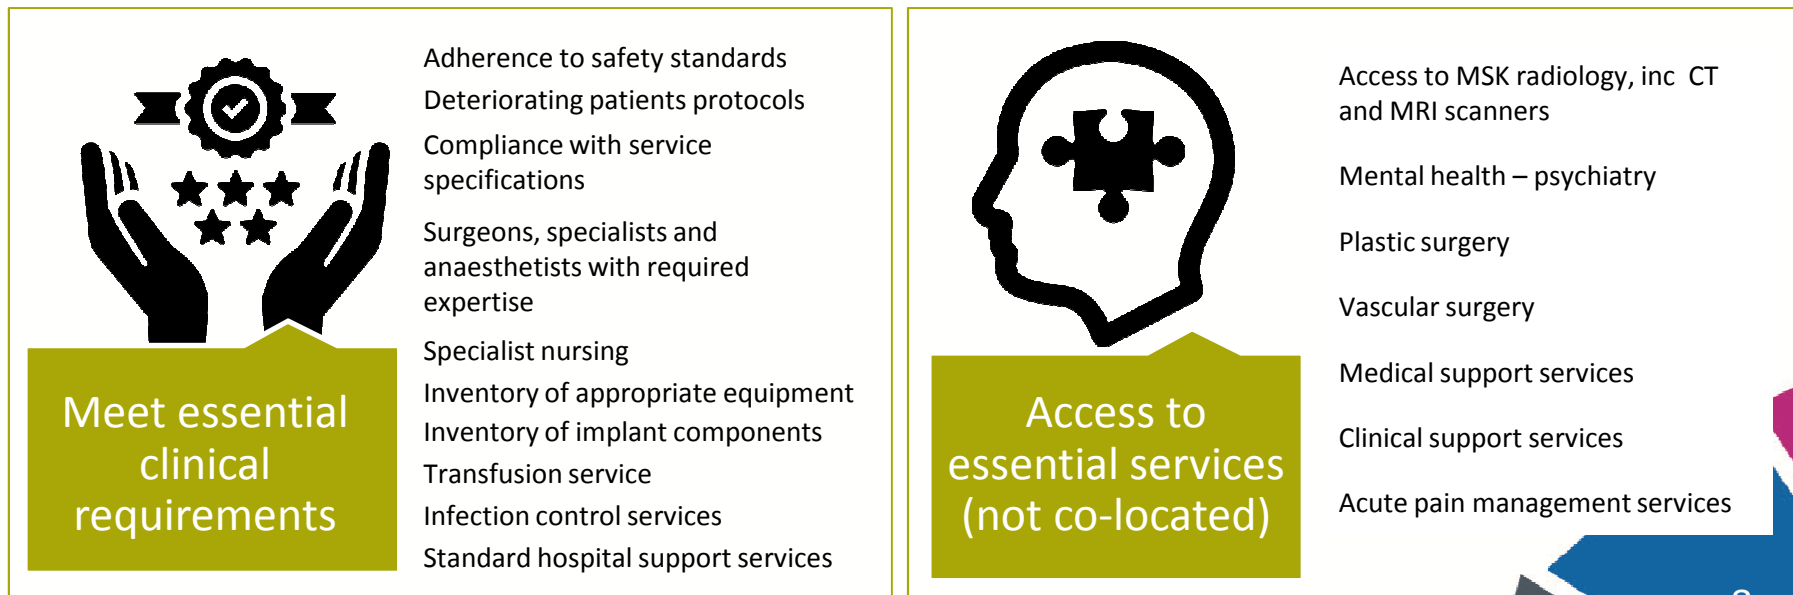 Adherence to safety standards
Deteriorating patients protocols
Compliance with service
specifications
Surgeons, specialists and
anaesthetists with required
expertise
Specialist nursing
Inventory of appropriate equipment
Inventory of implant components
Transfusion service
Infection control services
Standard hospital support services
Meet essential
clinical
requirements
Access to MSK radiology, inc  CT
and MRI scanners
Mental health – psychiatry
Plastic surgery
Vascular surgery
Medical support services
Clinical support services
Acute pain management services
Access to
essential services
(not co-located)